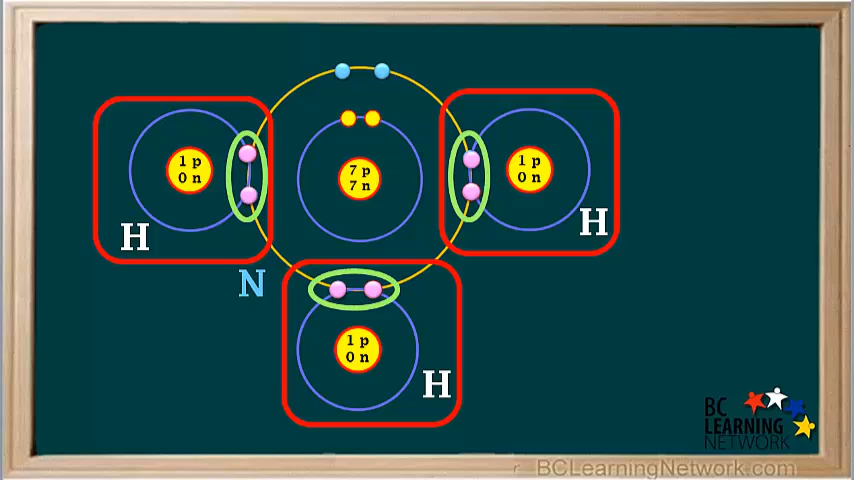 1 p
0 n
H
7 p
7 n
1 p
0 n
H
N
1 p
0 n
H
BC
LEARNING
NETWORK
BCLearningNetwork.com